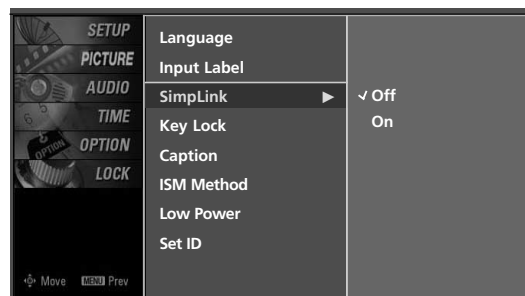 SETUP
PICTURE
AUDIO
TIME
OPTION
LOCK
Move MENU Prev
Language
Input Label
SimpLink ►
Key Lock
Caption
ISM Method
Low Power
Set ID
✓ Off
On